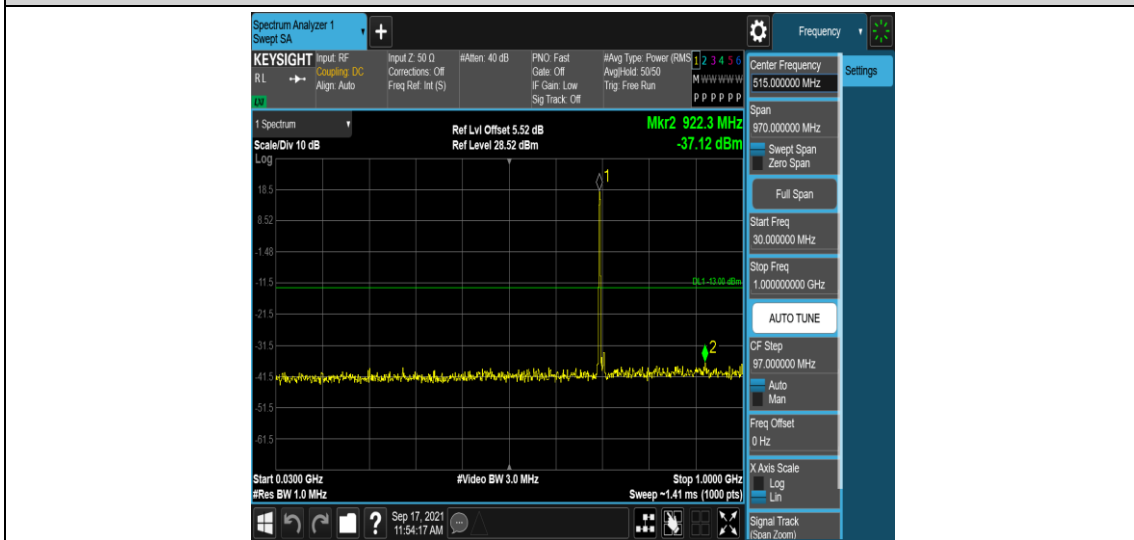 Spectrum Analyzer 1
Swept SA
+
Frequency
KEYSIGHT
RL
Input: RF
Coupling: DC
Align: Auto
Input Z: 50 Ω
Corrections: Off
Freq Ref: Int (S)
#Atten: 40 dB
PNO: Fast
Gate: Off
IF Gain: Low
Sig Track: Off
#Avg Type: Power (RMS
Avg|Hold: 50/50
Trig: Free Run
1 2 3 4 5 6
M W W W W W
P P P P P P
1 Spectrum
Scale/Div 10 dB
Log
Ref Lvl Offset 5.52 dB
Ref Level 28.52 dBm
Mkr2 922.3 MHz
-37.12 dBm
1
18.5
8.52
-1.48
-11.5
DL1 -13.00 dBm
-21.5
-31.5
2
-41.5
-51.5
-61.5
Start 0.0300 GHz
#Res BW 1.0 MHz
#Video BW 3.0 MHz
Stop 1.0000 GHz
Sweep ~1.41 ms (1000 pts)
Sep 17, 2021
11:54:17 AM
?
Center Frequency
515.000000 MHz
Settings
Span
970.000000 MHz
Swept Span
Zero Span
Full Span
Start Freq
30.000000 MHz
Stop Freq
1.000000000 GHz
AUTO TUNE
CF Step
97.000000 MHz
Auto
Man
Freq Offset
0 Hz
X Axis Scale
Log
Lin
Signal Track
(Span Zoom)